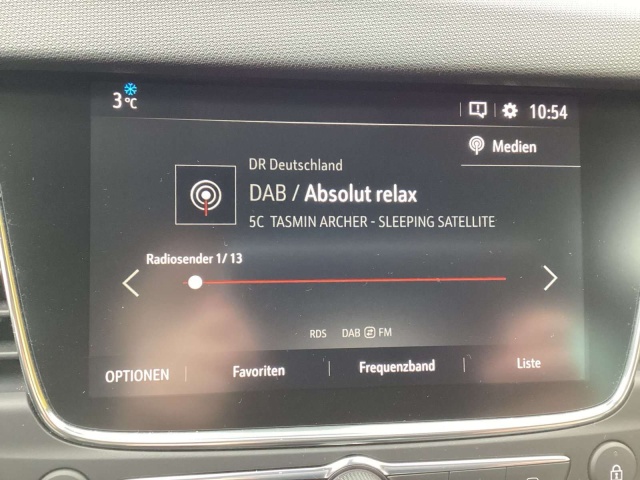 3 °C
10:54
Medien
DR Deutschland
DAB / Absolut relax
5C TASMIN ARCHER - SLEEPING SATELLITE
Radiosender 1/13
RDS DAB FM
OPTIONEN Favoriten Frequenzband Liste